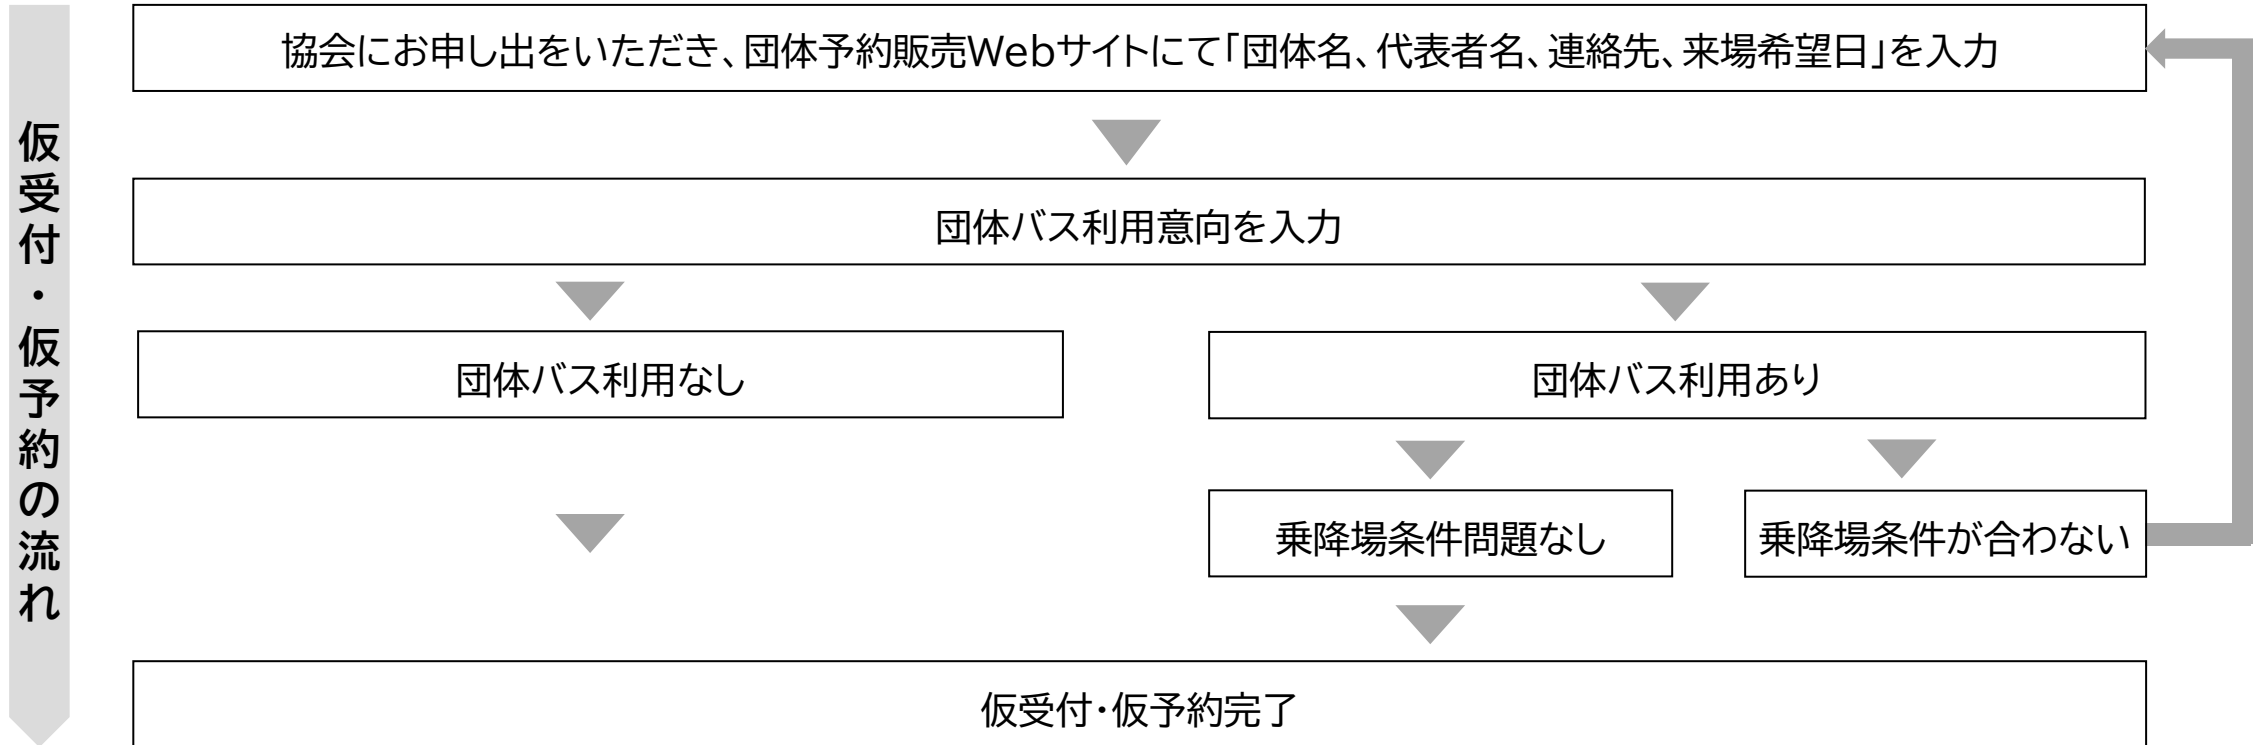 仮受付・仮予約の流れ
協会にお申し出をいただき、団体予約販売Webサイトにて「団体名、代表者名、連絡先、来場希望日」を入力
団体バス利用意向を入力
団体バス利用なし
団体バス利用あり
乗降場条件問題なし
乗降場条件が合わない
仮受付・仮予約完了